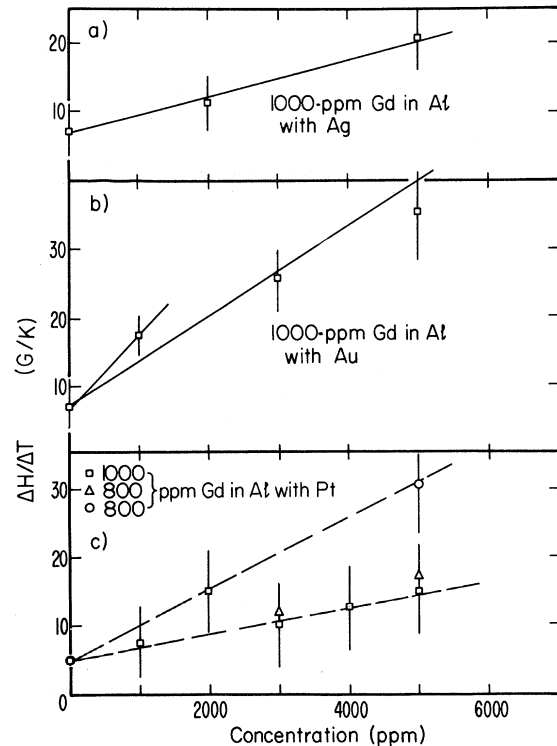 a)
20
10
1000-ppm Gd in Al
with Ag
b)
30
20
10
1000-ppm Gd in Al
with Au
(G/K)
ΔH/ΔT
1000
800 } ppm Gd in Al with Pt
800
c)
30
20
10
0
0 2000 4000 6000
Concentration (ppm)